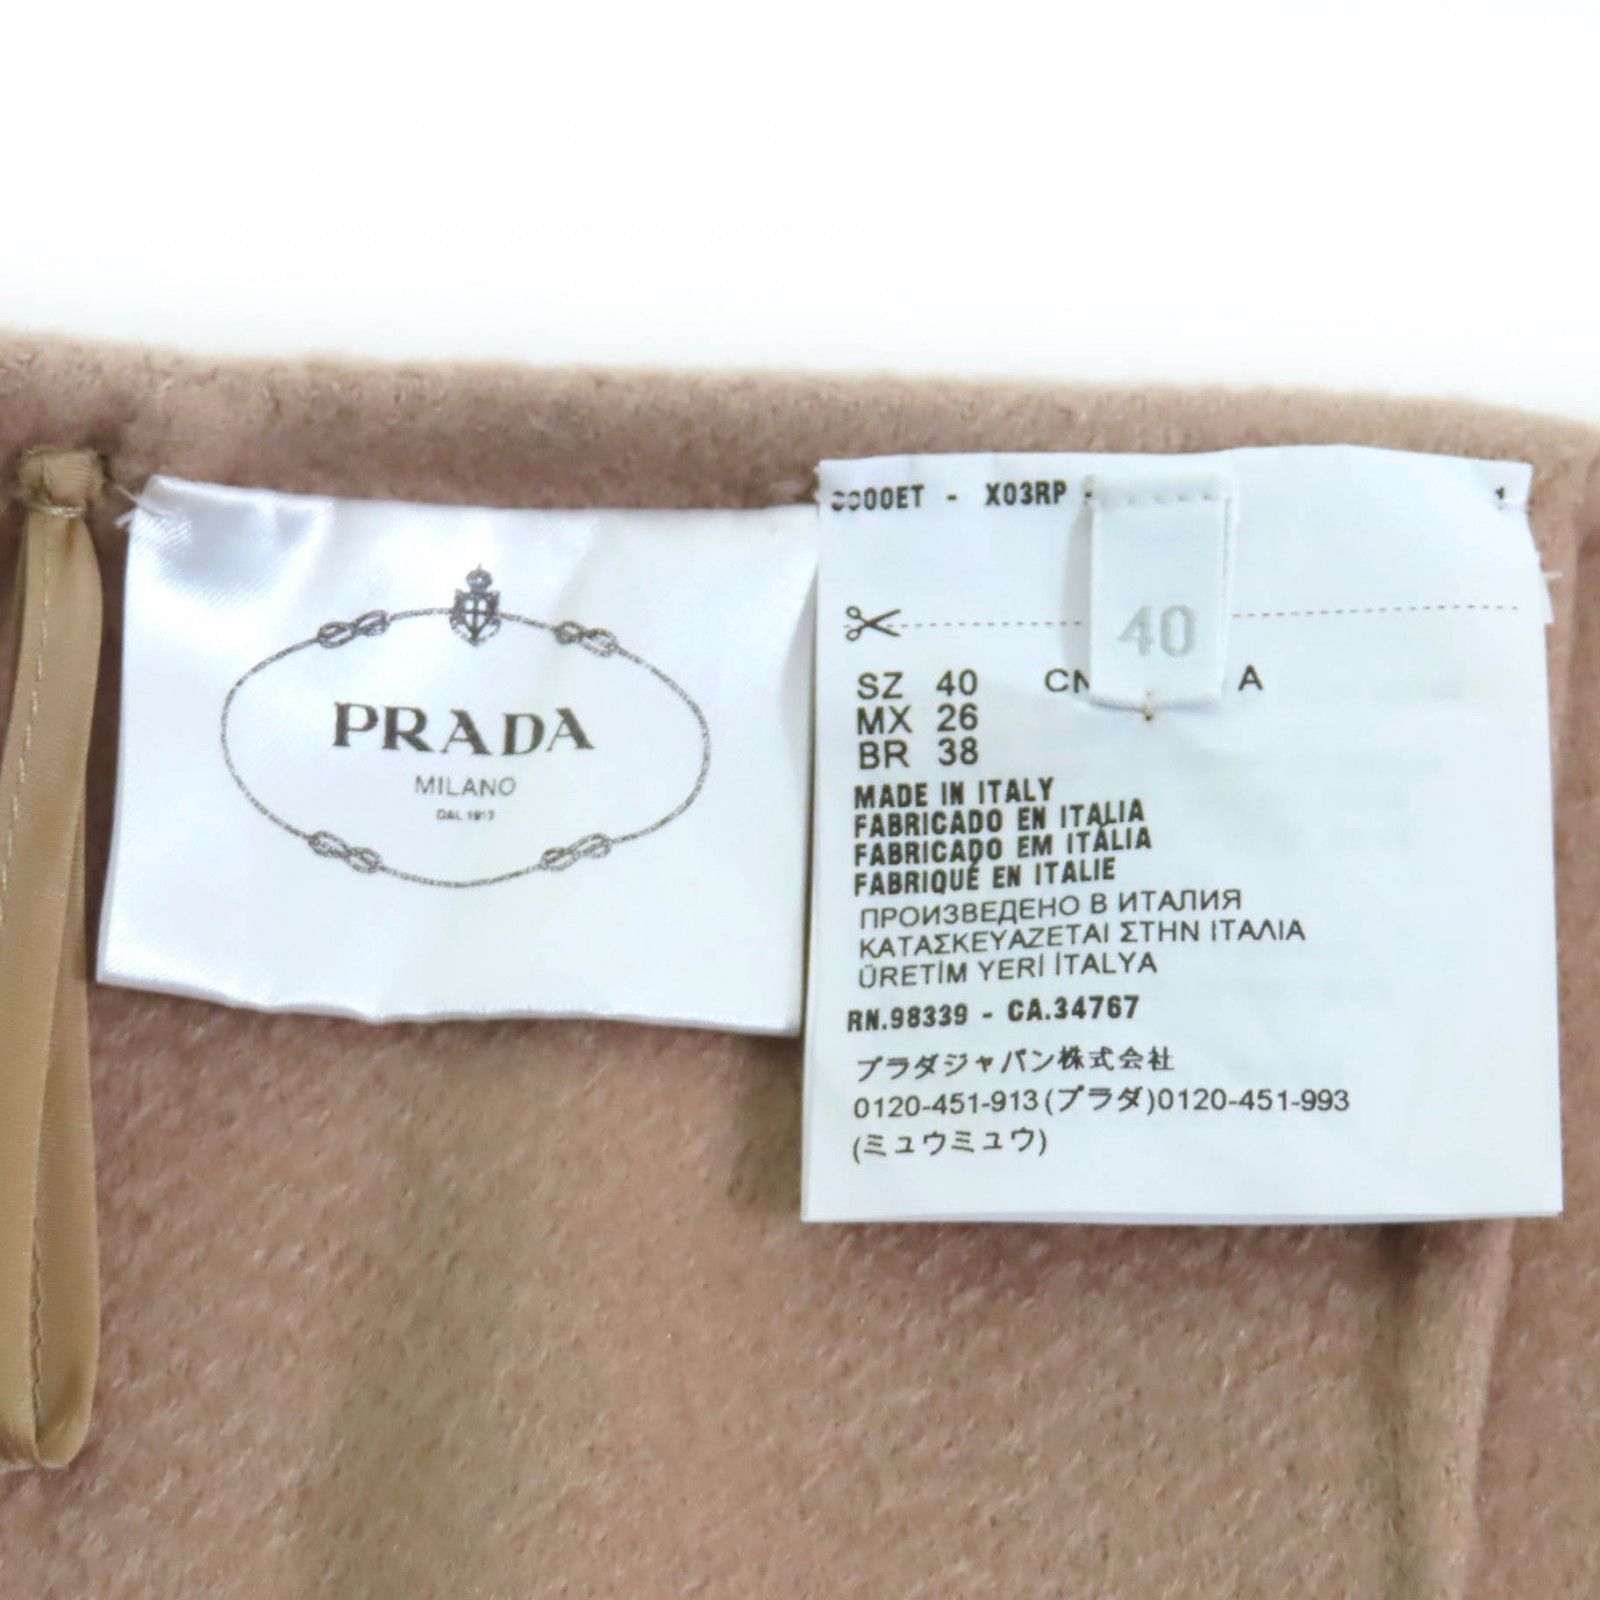 PRADA
MILANO
DAL 1913
X03RP
40
SZ 40
MX 26
BR 38
MADE IN ITALY
FABRICADO EN ITALIA
FABRICADO EM ITÁLIA
FABRIQUÉ EN ITALIE
ПРОИЗВЕДЕНО В ИТАЛИЯ
ΚΑΤΑΣΚΕΥΑΖΕΤΑΙ ΣΤΗΝ ΙΤΑΛΙΑ
ÜRETİM YERİ İTALYA
RN.98339 - CA.34767
プラダジャパン株式会社
0120-451-913(プラダ)0120-451-993
(ミュウミュウ)